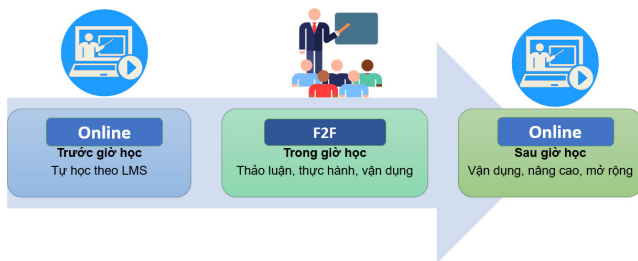 Online
Trước giờ học
Tự học theo LMS
F2F
Trong giờ học
Thảo luận, thực hành, vận dụng
Online
Sau giờ học
Vận dụng, nâng cao, mở rộng